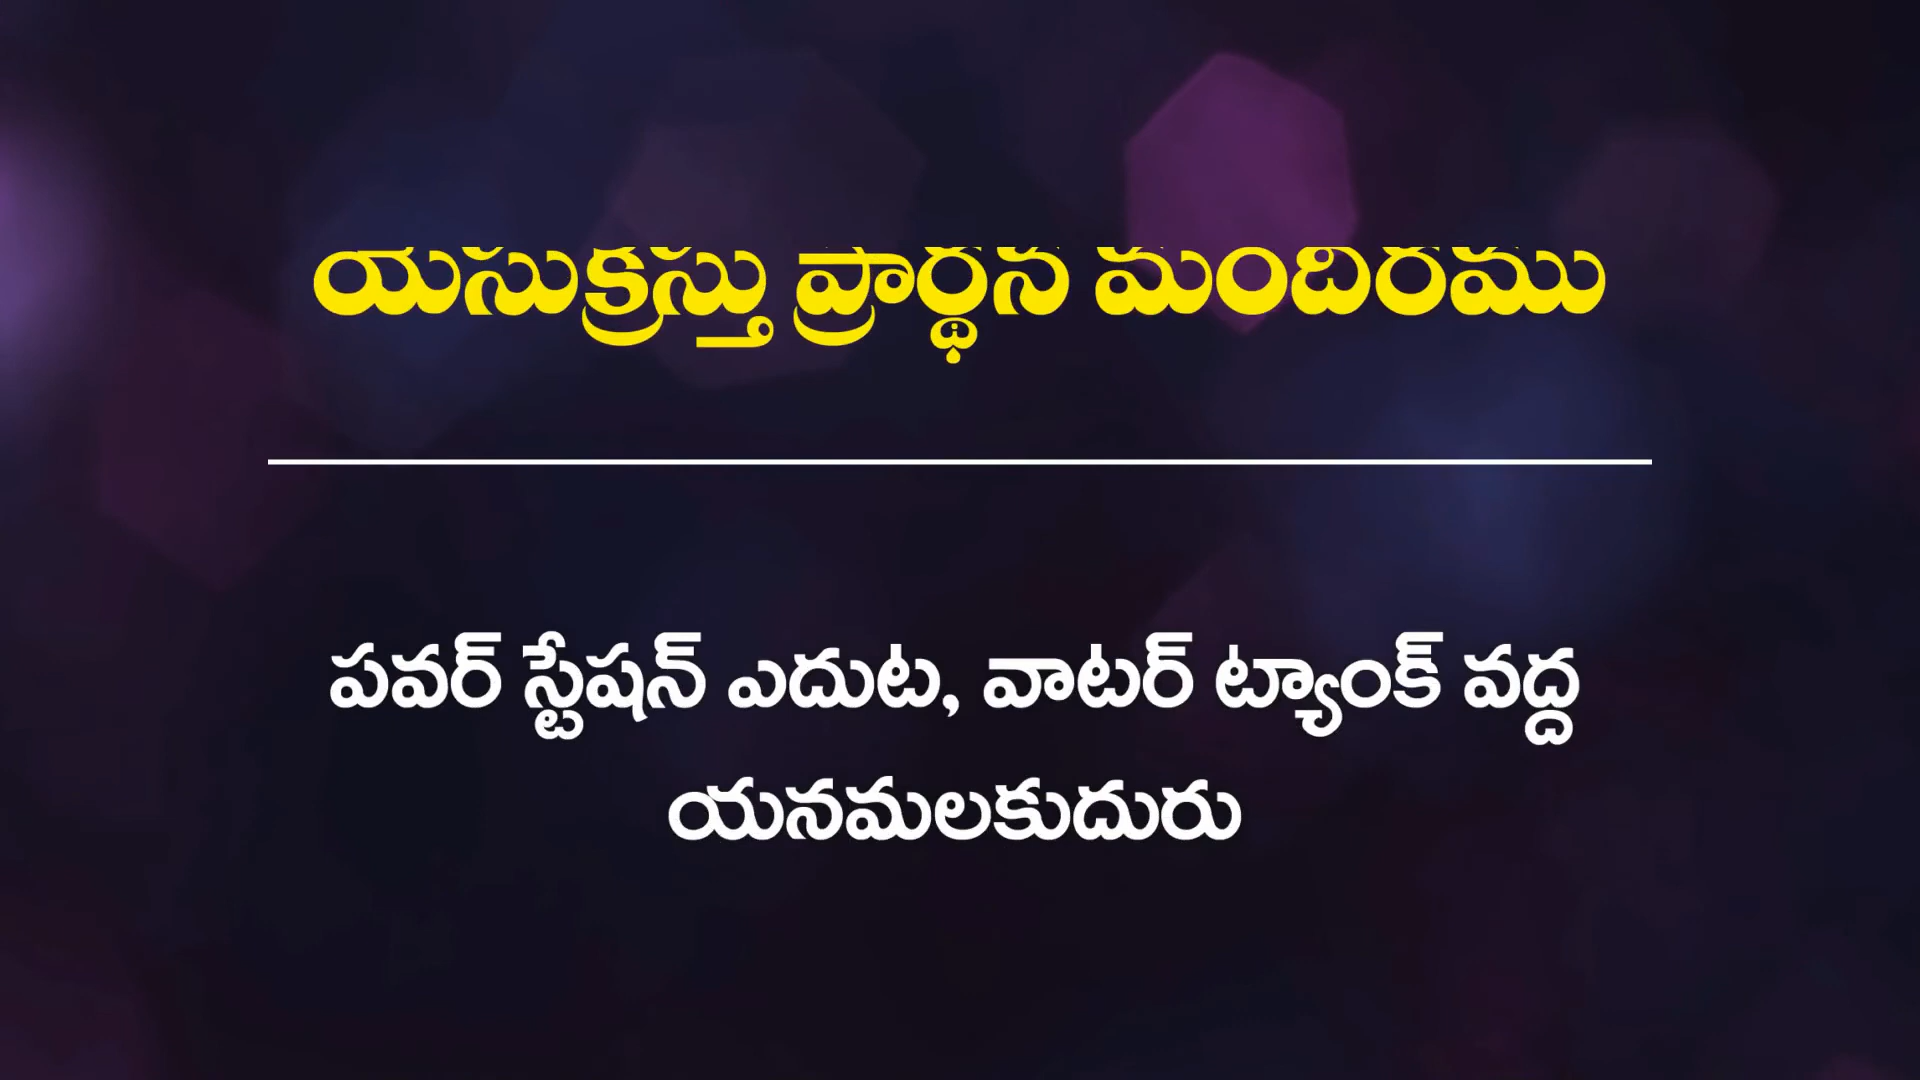 యేసుక్రీస్తు ప్రార్థన మందిరము
పవర్ స్టేషన్ ఎదుట, వాటర్ ట్యాంక్ వద్ద
యనమలకుదురు